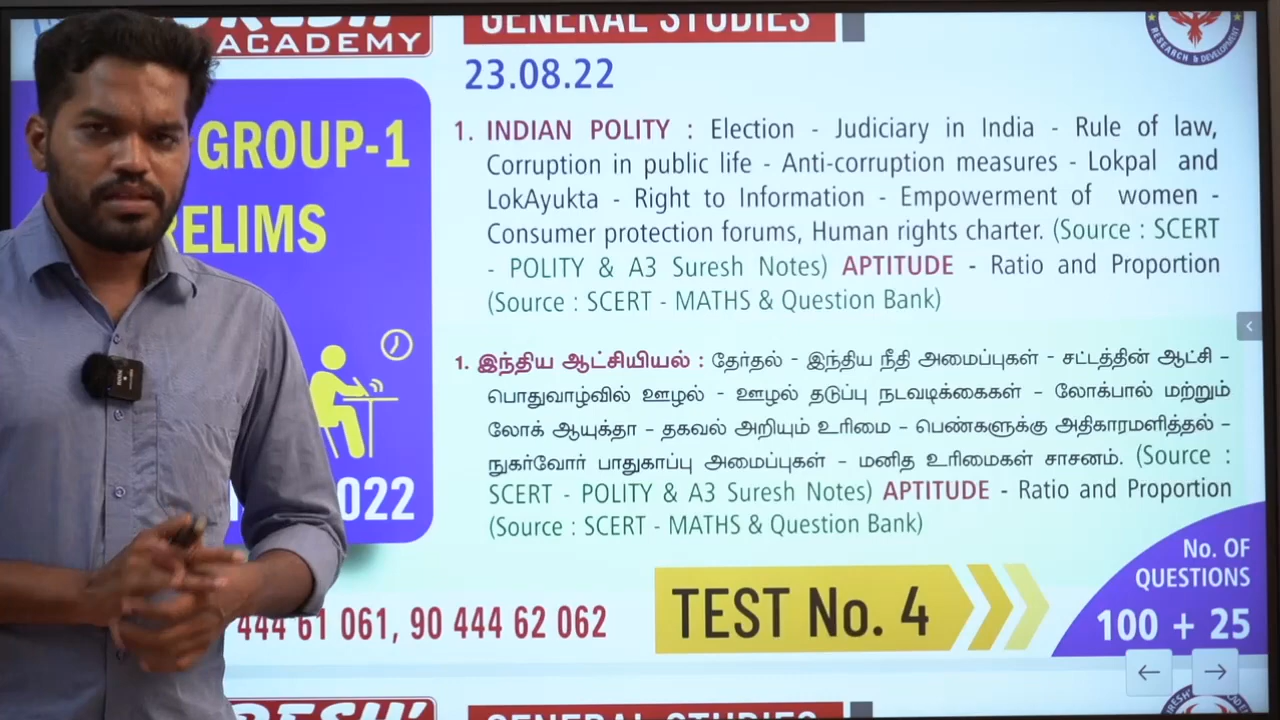 ACADEMY
GENERAL STUDIES
RESEARCH & DEVELOPMENT
23.08.22
GROUP-1
RELIMS
1. INDIAN POLITY : Election - Judiciary in India - Rule of law,
Corruption in public life - Anti-corruption measures - Lokpal and
LokAyukta - Right to Information - Empowerment of women -
Consumer protection forums, Human rights charter. (Source : SCERT
- POLITY & A3 Suresh Notes) APTITUDE - Ratio and Proportion
(Source : SCERT - MATHS & Question Bank)
1. இந்திய ஆட்சியியல் : தேர்தல் - இந்திய நீதி அமைப்புகள் - சட்டத்தின் ஆட்சி -
பொதுவாழ்வில் ஊழல் - ஊழல் தடுப்பு நடவடிக்கைகள் - லோக்பால் மற்றும்
லோக் ஆயுக்தா - தகவல் அறியும் உரிமை - பெண்களுக்கு அதிகாரமளித்தல் -
நுகர்வோர் பாதுகாப்பு அமைப்புகள் - மனித உரிமைகள் சாசனம். (Source :
SCERT - POLITY & A3 Suresh Notes) APTITUDE - Ratio and Proportion
(Source : SCERT - MATHS & Question Bank)
022
No. OF
QUESTIONS
100 + 25
TEST No. 4
444 61 061, 90 444 62 062
GENERAL STUDIES